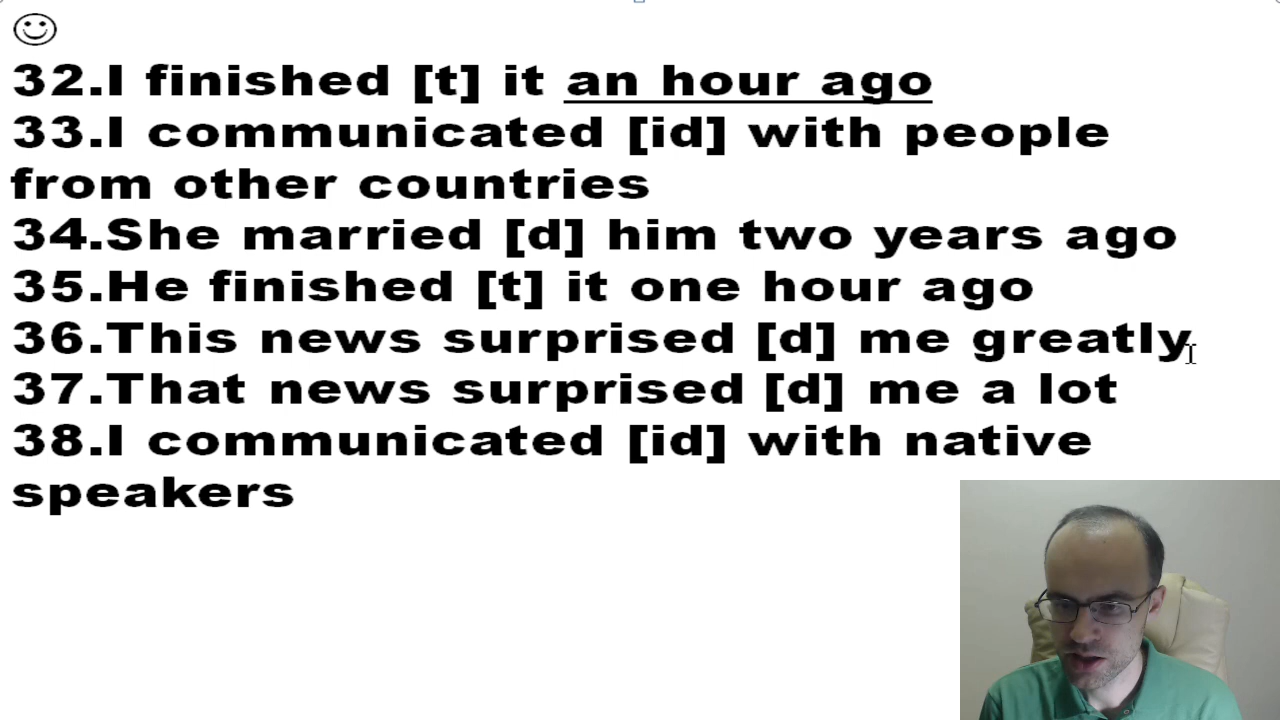 32.I finished [t] it an hour ago
33.I communicated [id] with people
from other countries
34.She married [d] him two years ago
35.He finished [t] it one hour ago
36.This news surprised [d] me greatly
37.That news surprised [d] me a lot
38.I communicated [id] with native
speakers